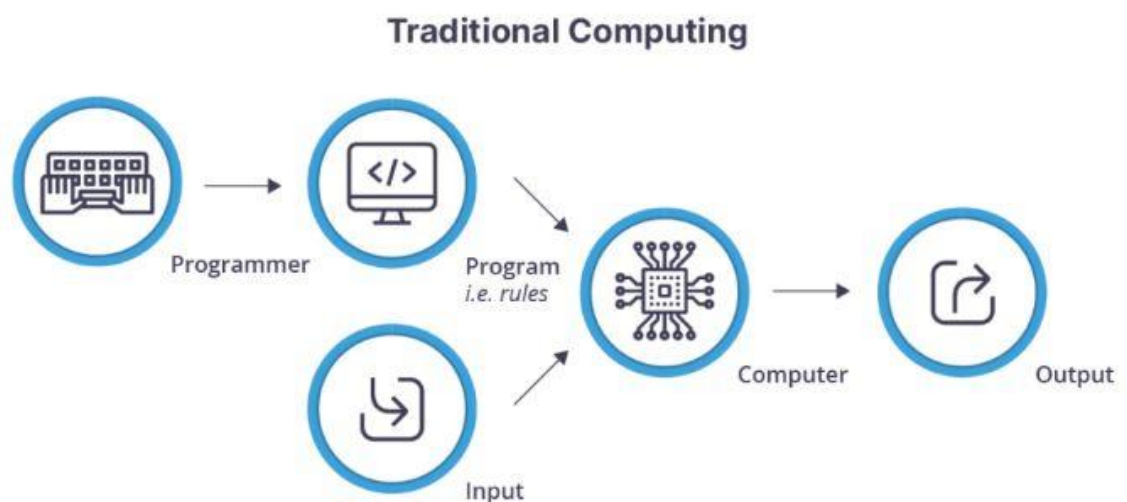 Traditional Computing
</>
Programmer
Program
i.e. rules
Computer
Output
Input